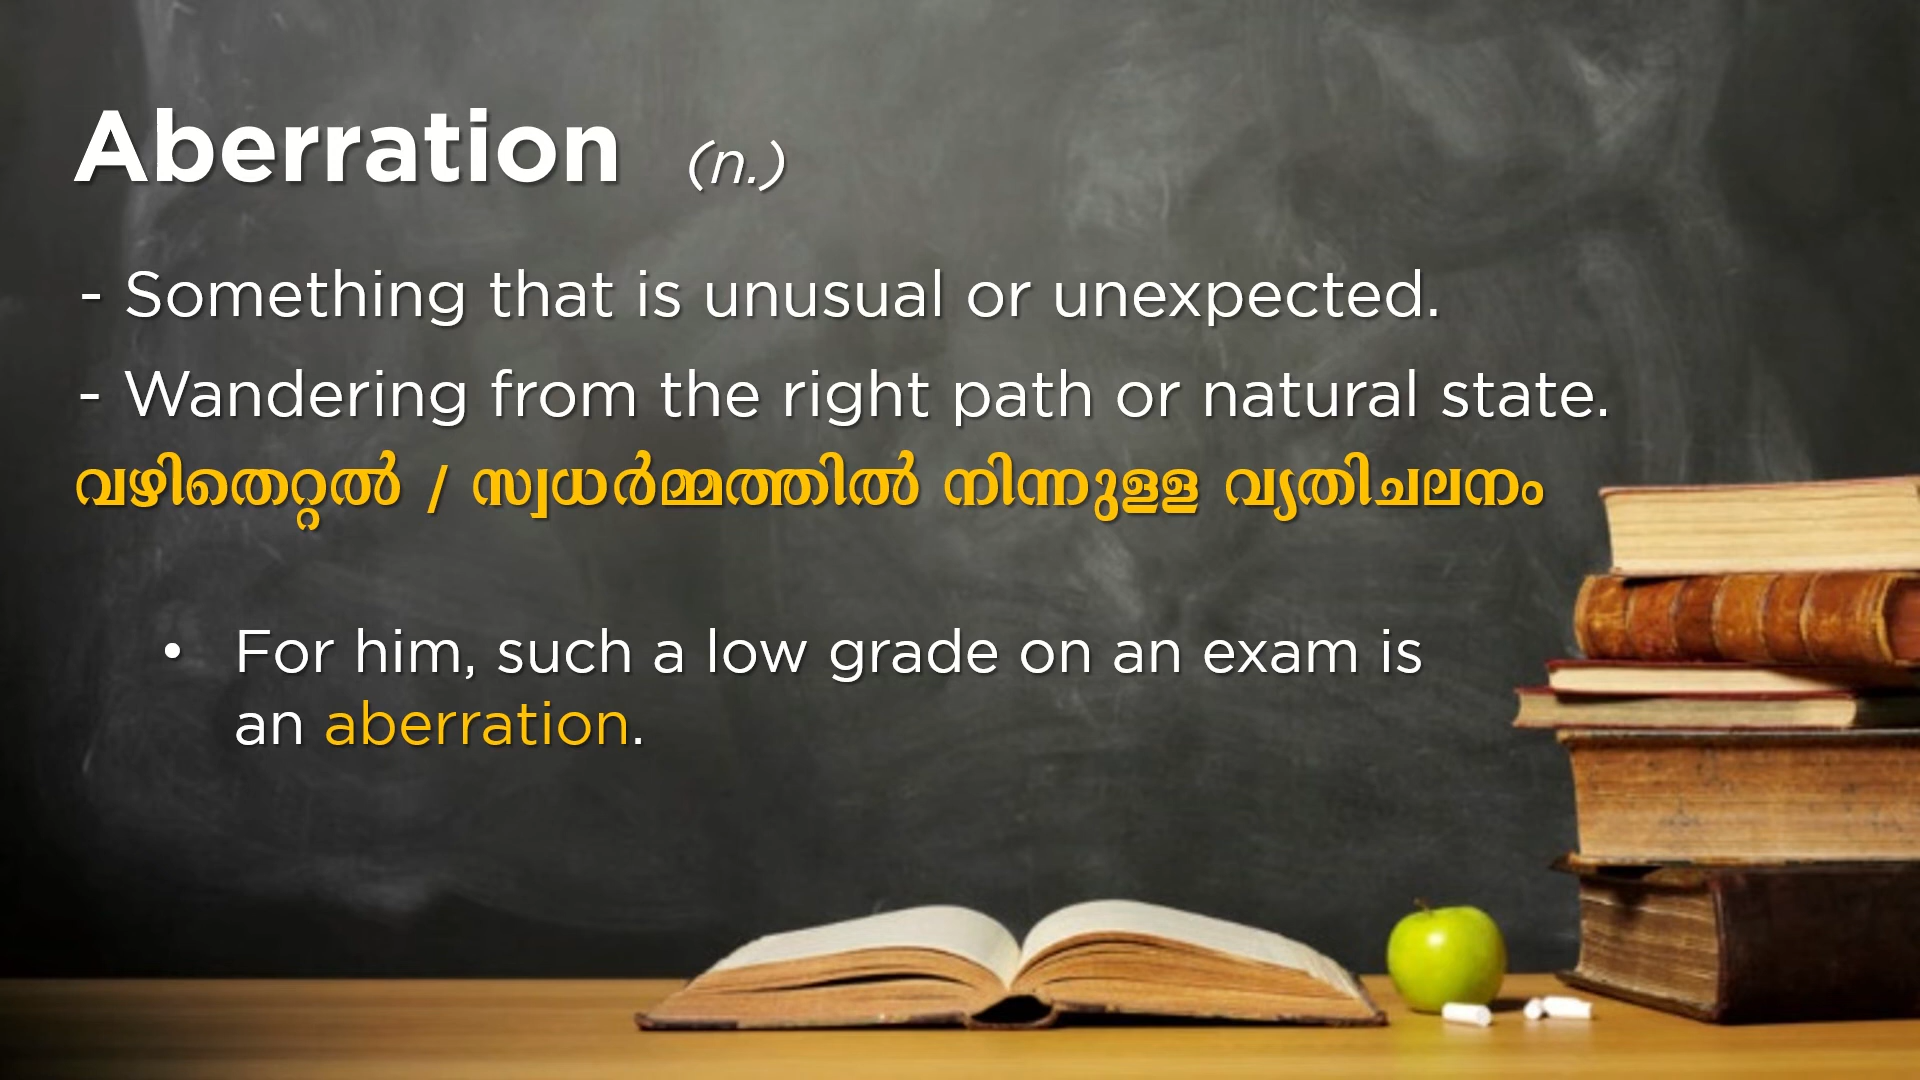 Aberration (n.)
- Something that is unusual or unexpected.
- Wandering from the right path or natural state.
വഴിതെറ്റൽ / സ്വധർമ്മത്തിൽ നിന്നുളള വ്യതിചലനം
• For him, such a low grade on an exam is
an aberration.